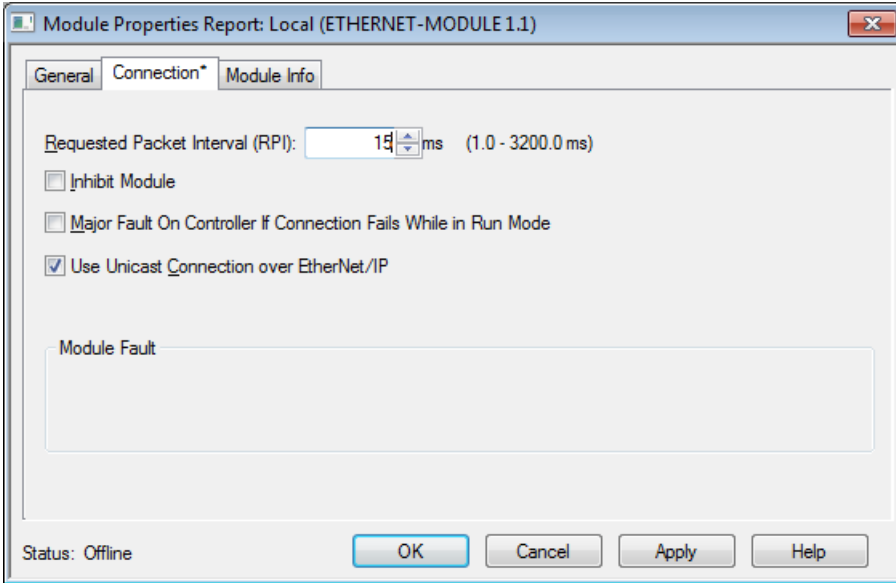 Module Properties Report: Local (ETHERNET-MODULE 1.1)
General Connection* Module Info
Requested Packet Interval (RPI): 15 ms (1.0 - 3200.0 ms)
Inhibit Module
Major Fault On Controller If Connection Fails While in Run Mode
Use Unicast Connection over EtherNet/IP
Module Fault
Status: Offline OK Cancel Apply Help